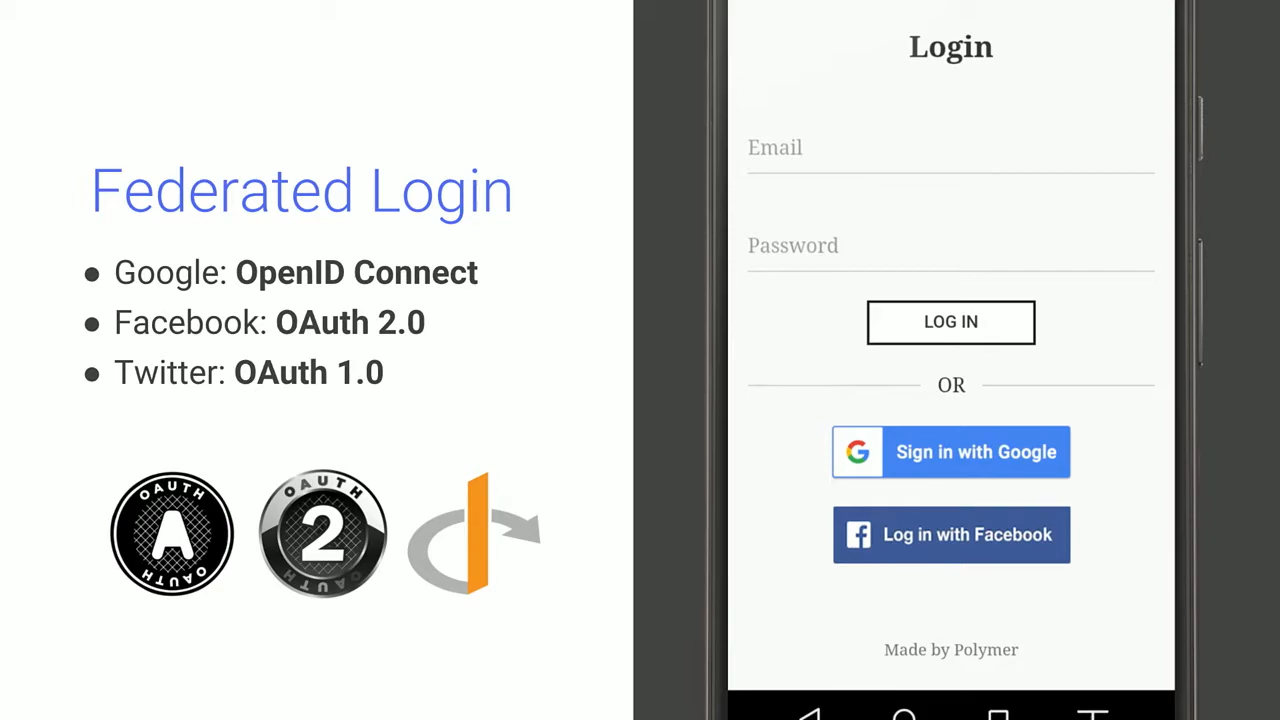 Federated Login
● Google: OpenID Connect
● Facebook: OAuth 2.0
● Twitter: OAuth 1.0
OAUTH
A
OAUTH
OAUTH
2
OAUTH
Login
Email
Password
LOG IN
OR
G Sign in with Google
f Log in with Facebook
Made by Polymer